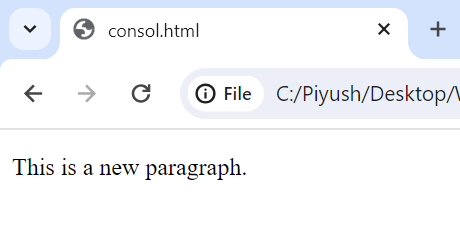 consol.html
File C:/Piyush/Desktop/
This is a new paragraph.